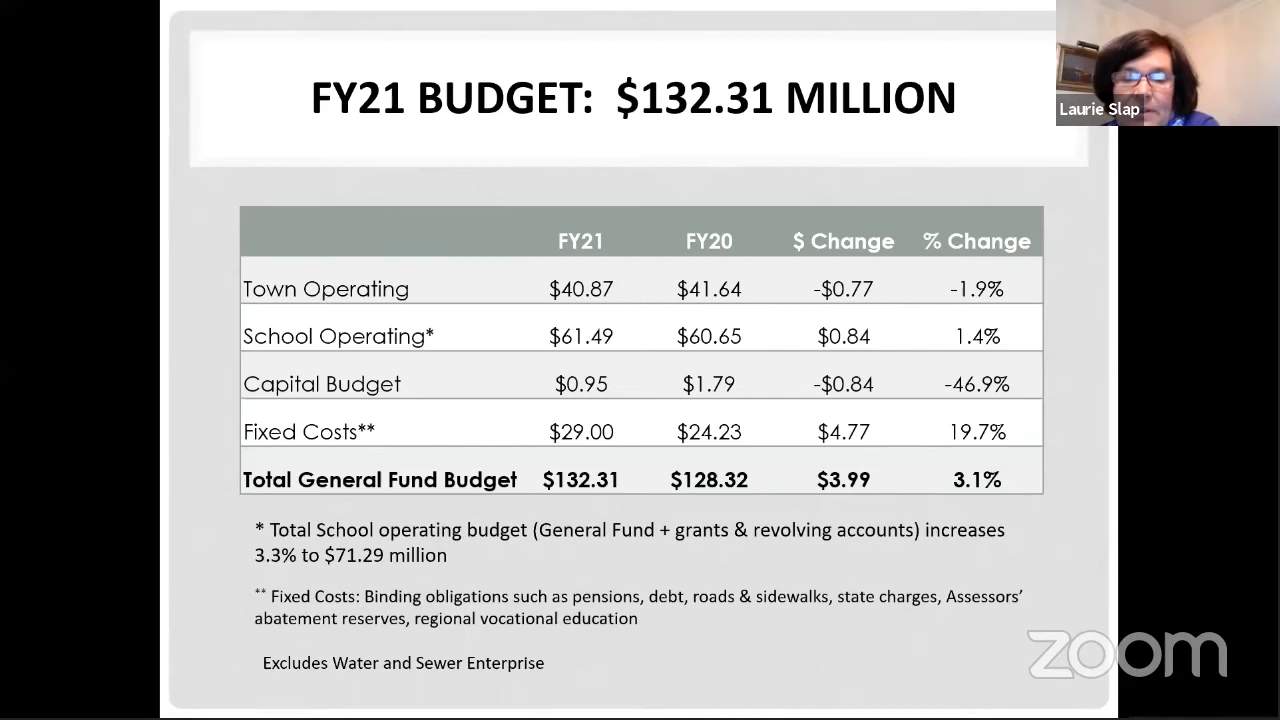 FY21 BUDGET: $132.31 MILLION
Laurie Slap
FY21 FY20 $ Change % Change
Town Operating $40.87 $41.64 -$0.77 -1.9%
School Operating* $61.49 $60.65 $0.84 1.4%
Capital Budget $0.95 $1.79 -$0.84 -46.9%
Fixed Costs** $29.00 $24.23 $4.77 19.7%
Total General Fund Budget $132.31 $128.32 $3.99 3.1%
* Total School operating budget (General Fund + grants & revolving accounts) increases
3.3% to $71.29 million
** Fixed Costs: Binding obligations such as pensions, debt, roads & sidewalks, state charges, Assessors’
abatement reserves, regional vocational education
Excludes Water and Sewer Enterprise
zoom